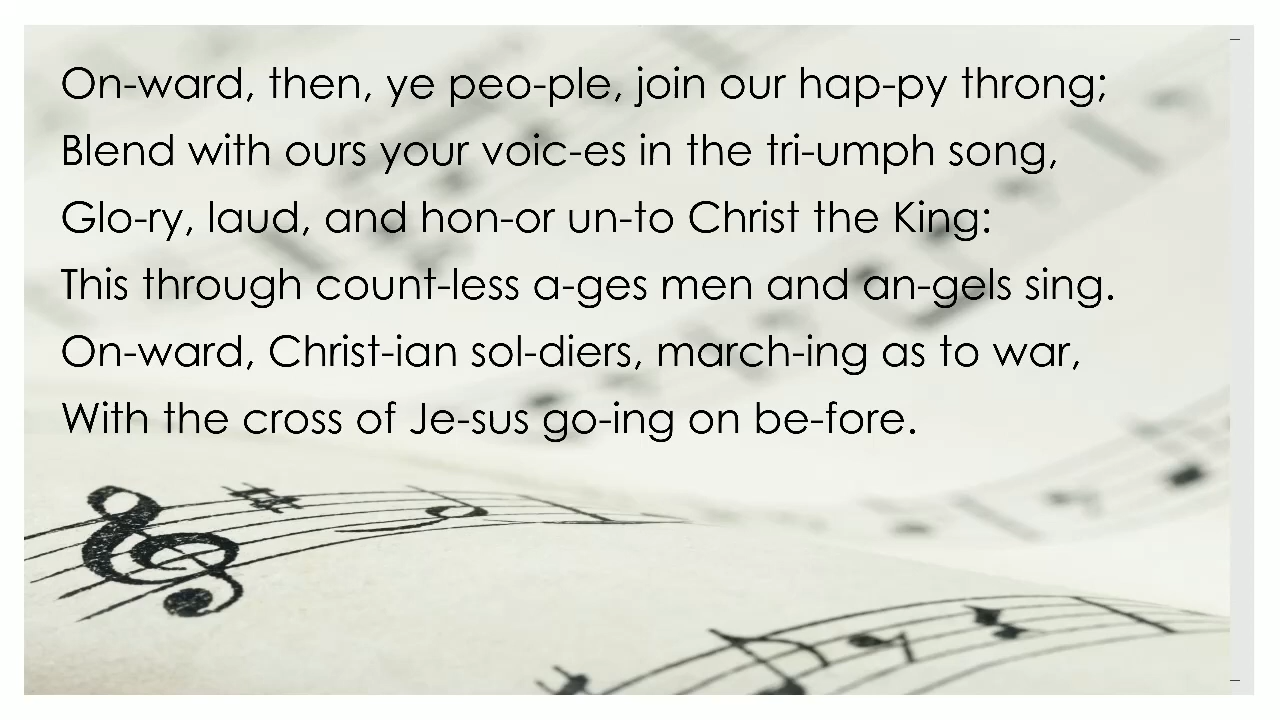 On-ward, then, ye peo-ple, join our hap-py throng;
Blend with ours your voic-es in the tri-umph song,
Glo-ry, laud, and hon-or un-to Christ the King:
This through count-less a-ges men and an-gels sing.
On-ward, Christ-ian sol-diers, march-ing as to war,
With the cross of Je-sus go-ing on be-fore.